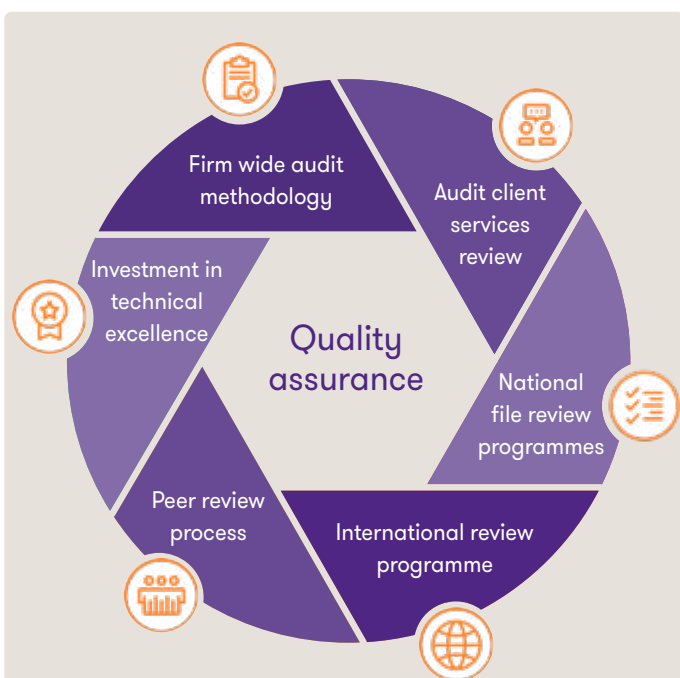 Firm wide audit
methodology
Audit client
services
review
National
file review
programmes
International review
programme
Peer review
process
Investment in
technical
excellence
Quality
assurance